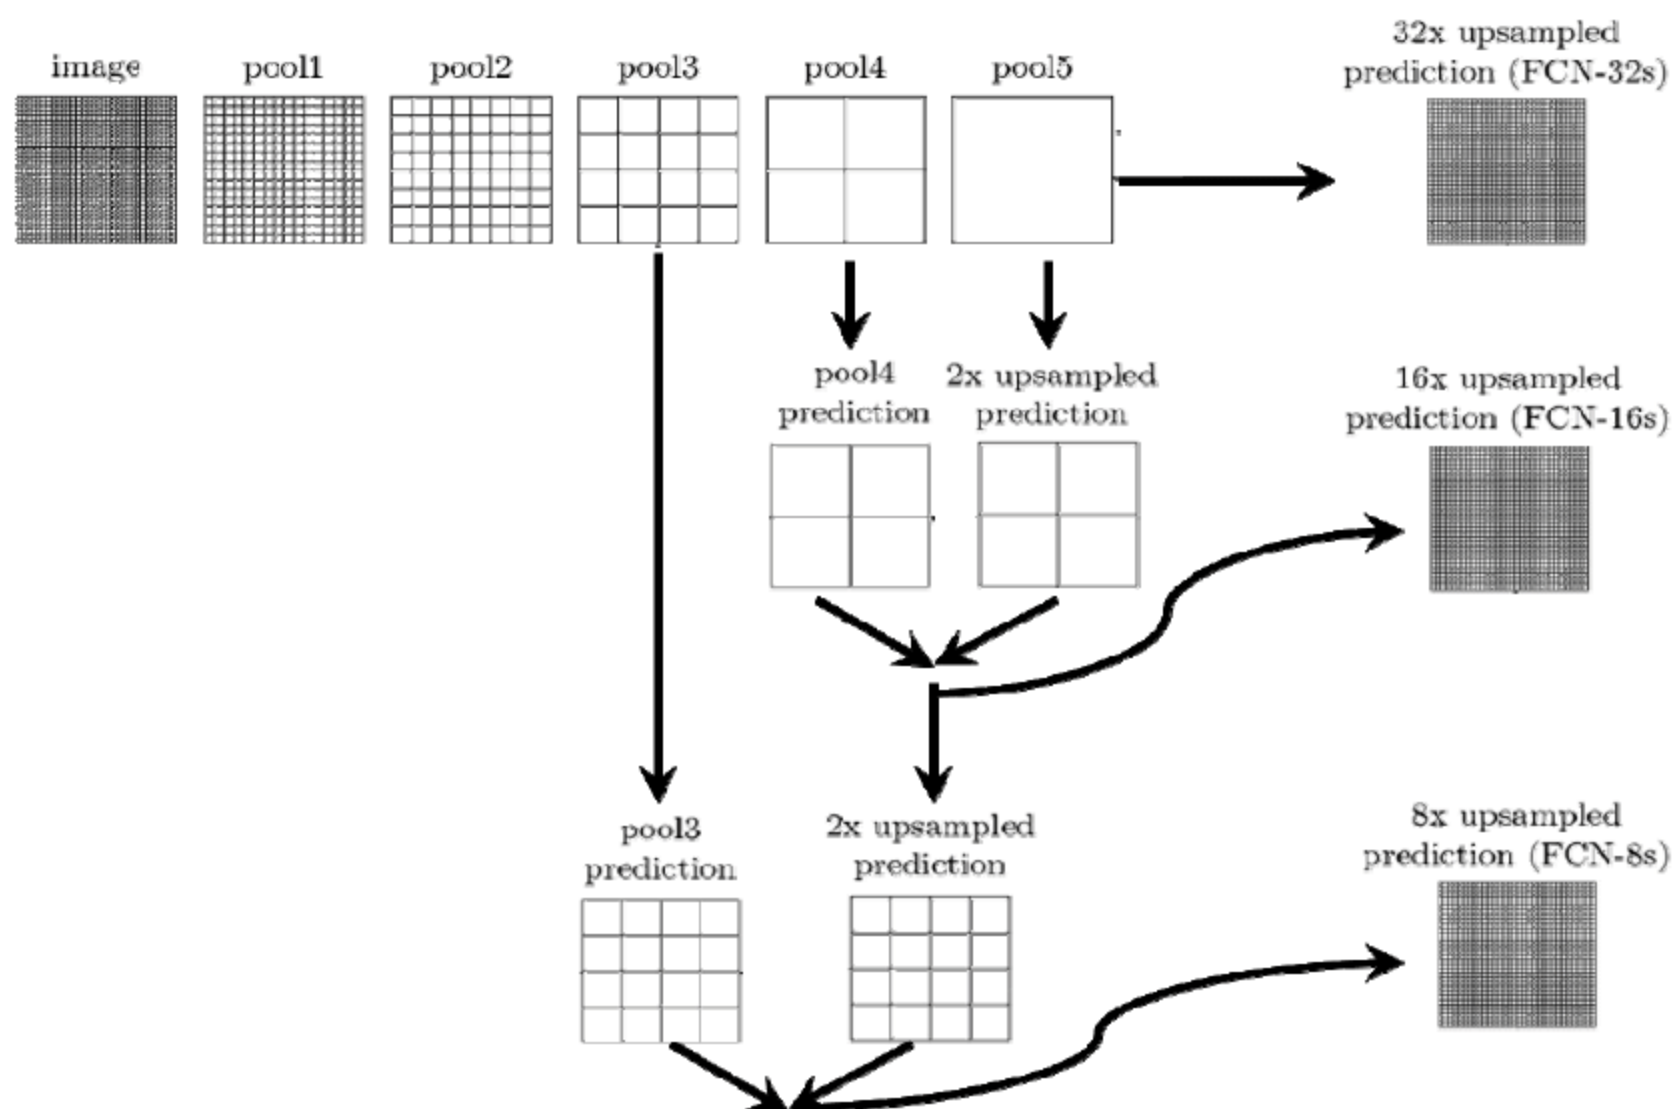 image
pool1
pool2
pool3
pool4
pool5
32x upsampled
prediction (FCN-32s)
pool4
prediction
2x upsampled
prediction
16x upsampled
prediction (FCN-16s)
pool3
prediction
2x upsampled
prediction
8x upsampled
prediction (FCN-8s)